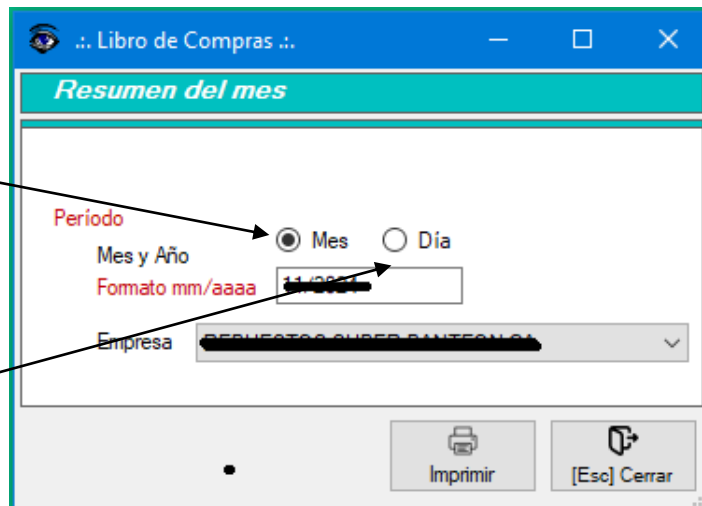 .:. Libro de Compras .:.
Resumen del mes
Período
Mes Día
Mes y Año
Formato mm/aaaa
Empresa
Imprimir
[Esc] Cerrar